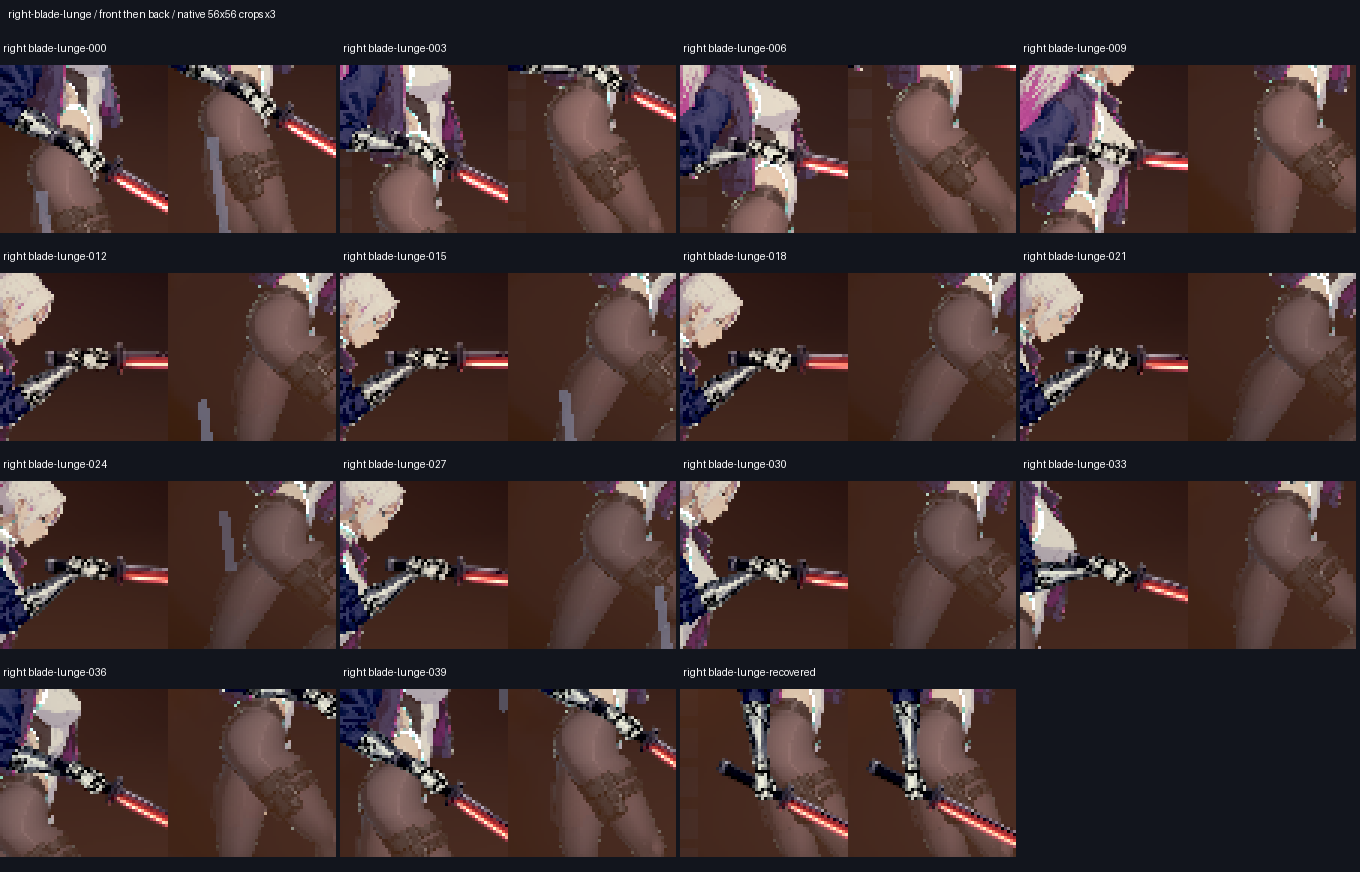 right-blade-lunge / front then back / native 56x56 crops x3
right blade-lunge-000
right blade-lunge-003
right blade-lunge-006
right blade-lunge-009
right blade-lunge-012
right blade-lunge-015
right blade-lunge-018
right blade-lunge-021
right blade-lunge-024
right blade-lunge-027
right blade-lunge-030
right blade-lunge-033
right blade-lunge-036
right blade-lunge-039
right blade-lunge-recovered